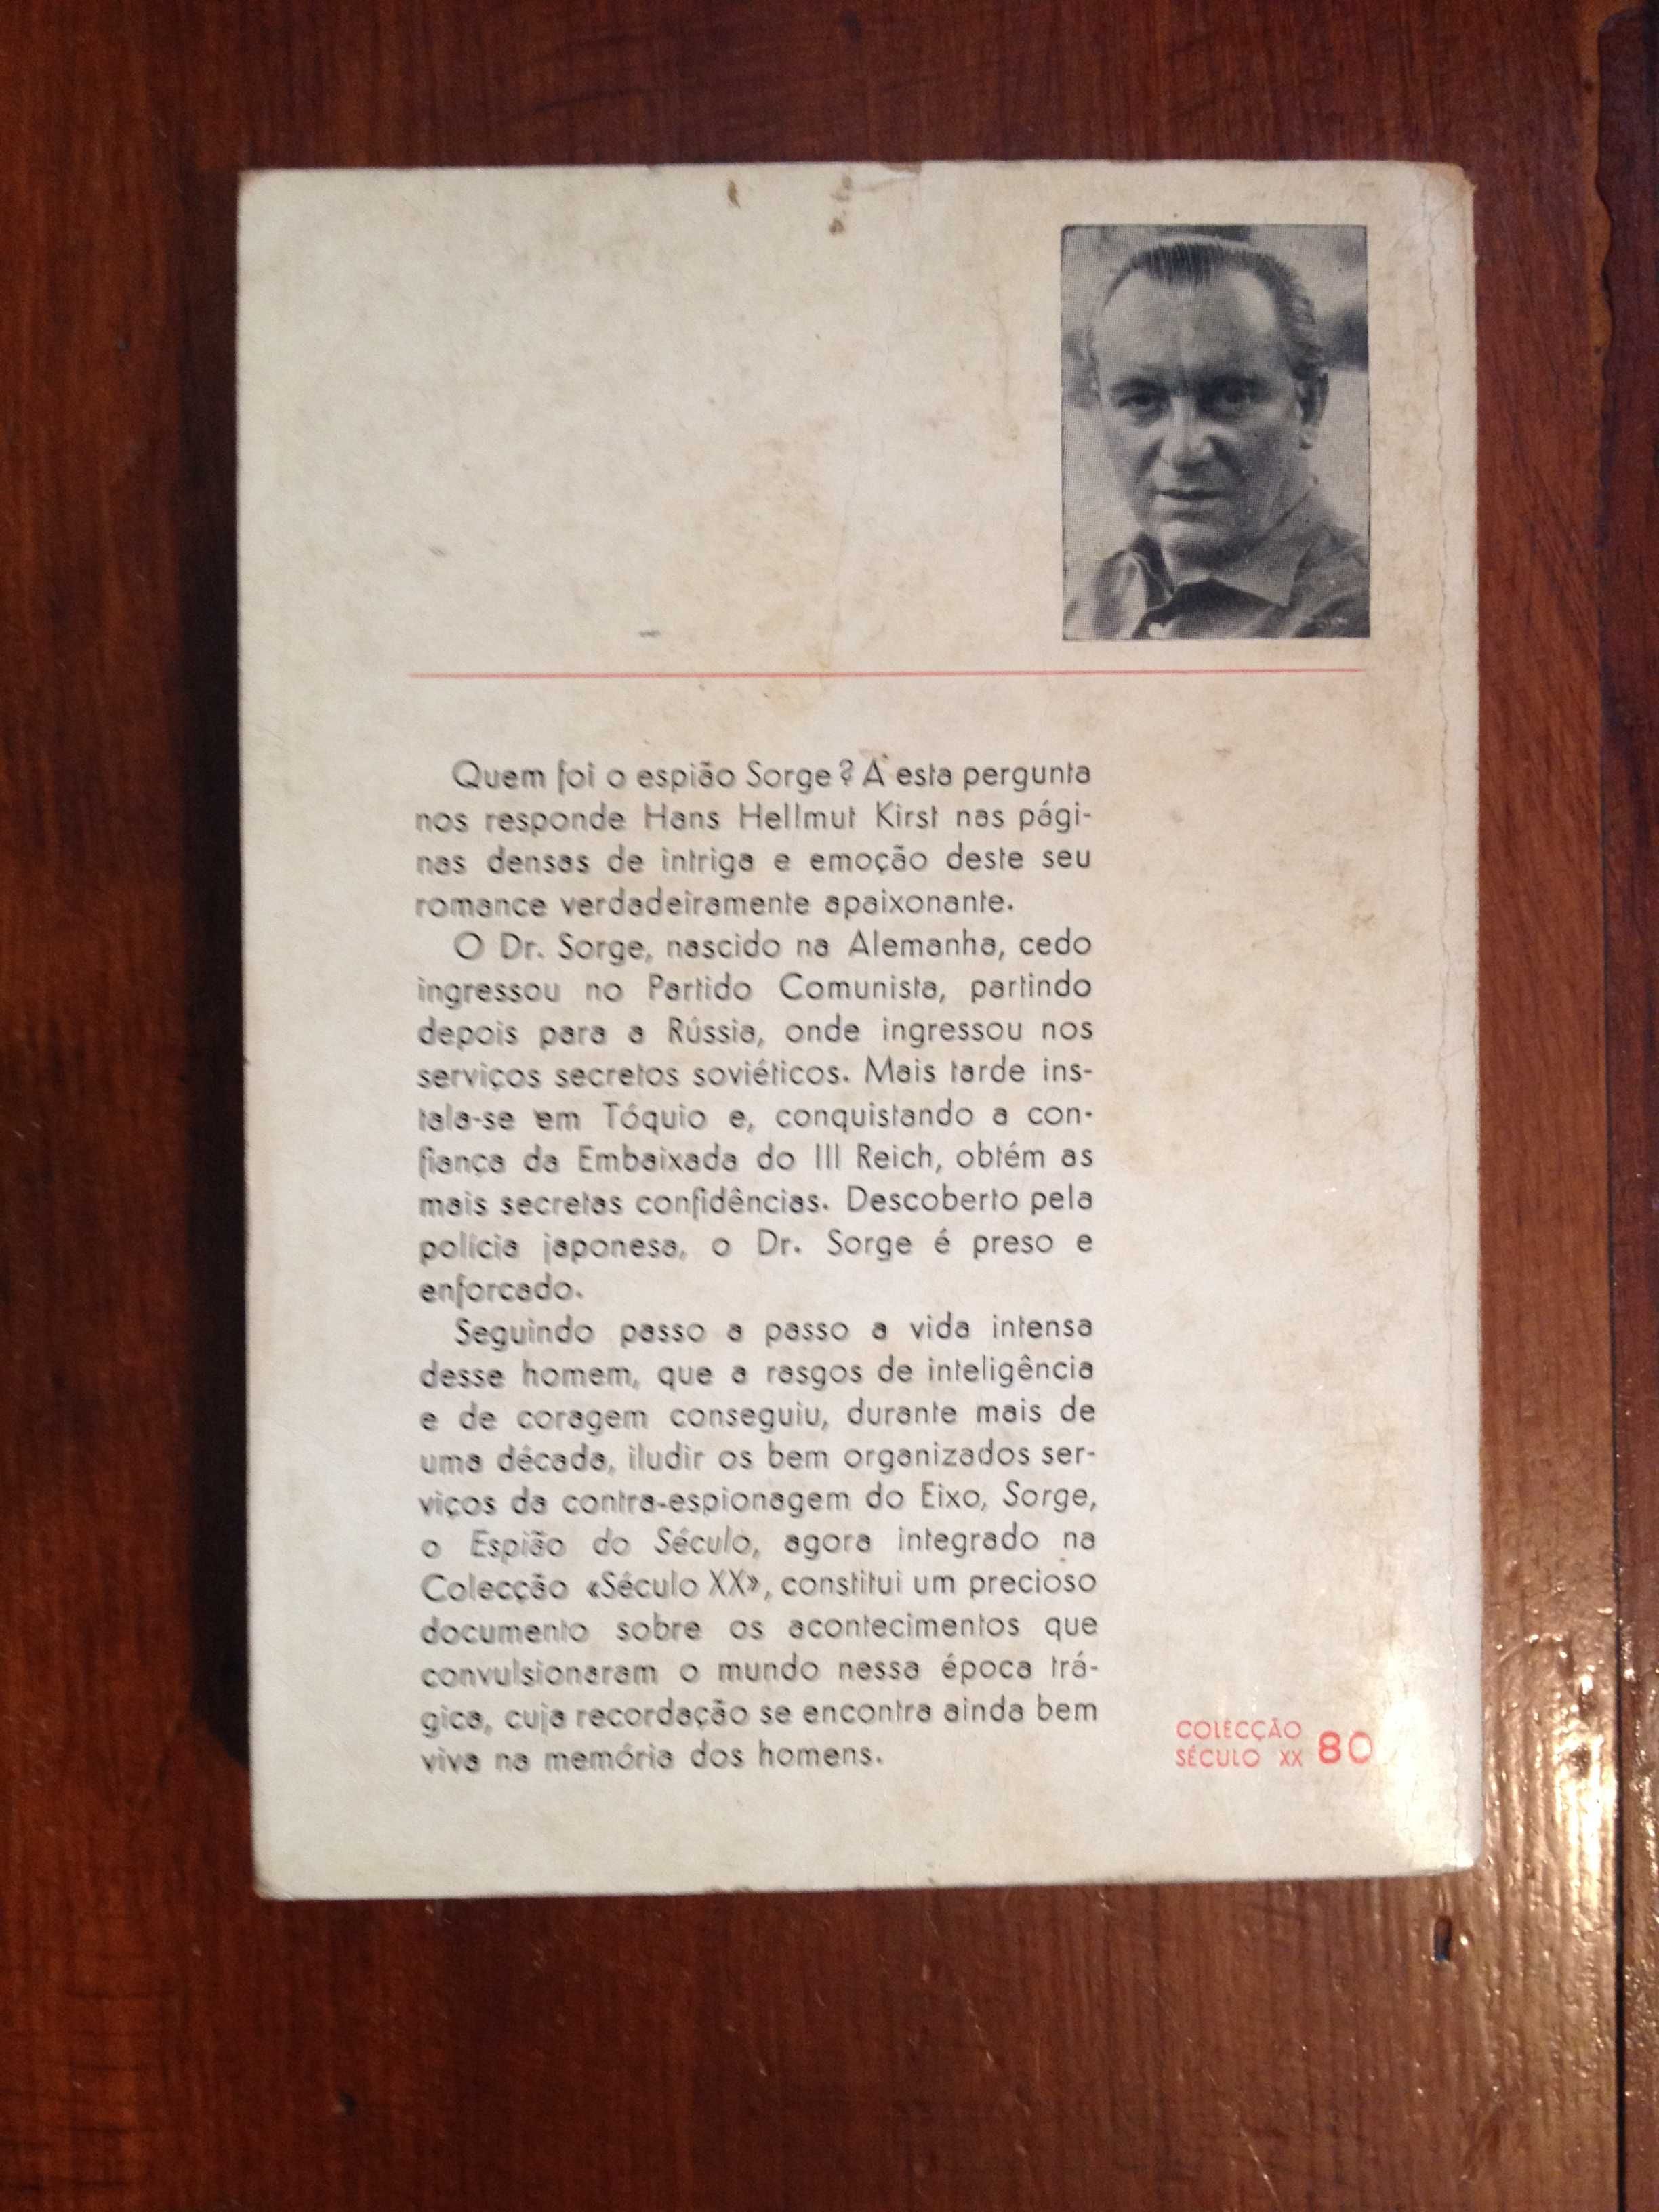 Quem foi o espião Sorge? A esta pergunta
nos responde Hans Hellmut Kirst nas pági-
nas densas de intriga e emoção deste seu
romance verdadeiramente apaixonante.
O Dr. Sorge, nascido na Alemanha, cedo
ingressou no Partido Comunista, partindo
depois para a Rússia, onde ingressou nos
serviços secretos soviéticos. Mais tarde ins-
tala-se em Tóquio e, conquistando a con-
fiança da Embaixada do III Reich, obtém as
mais secretas confidências. Descoberto pela
polícia japonesa, o Dr. Sorge é preso e
enforcado.
Seguindo passo a passo a vida intensa
desse homem, que a rasgos de inteligência
e de coragem conseguiu, durante mais de
uma década, iludir os bem organizados ser-
viços da contra-espionagem do Eixo, Sorge,
o Espião do Século, agora integrado na
Colecção «Século XX», constitui um precioso
documento sobre os acontecimentos que
convulsionaram o mundo nessa época trá-
gica, cuja recordação se encontra ainda bem
viva na memória dos homens.
COLECÇÃO
SÉCULO XX 80